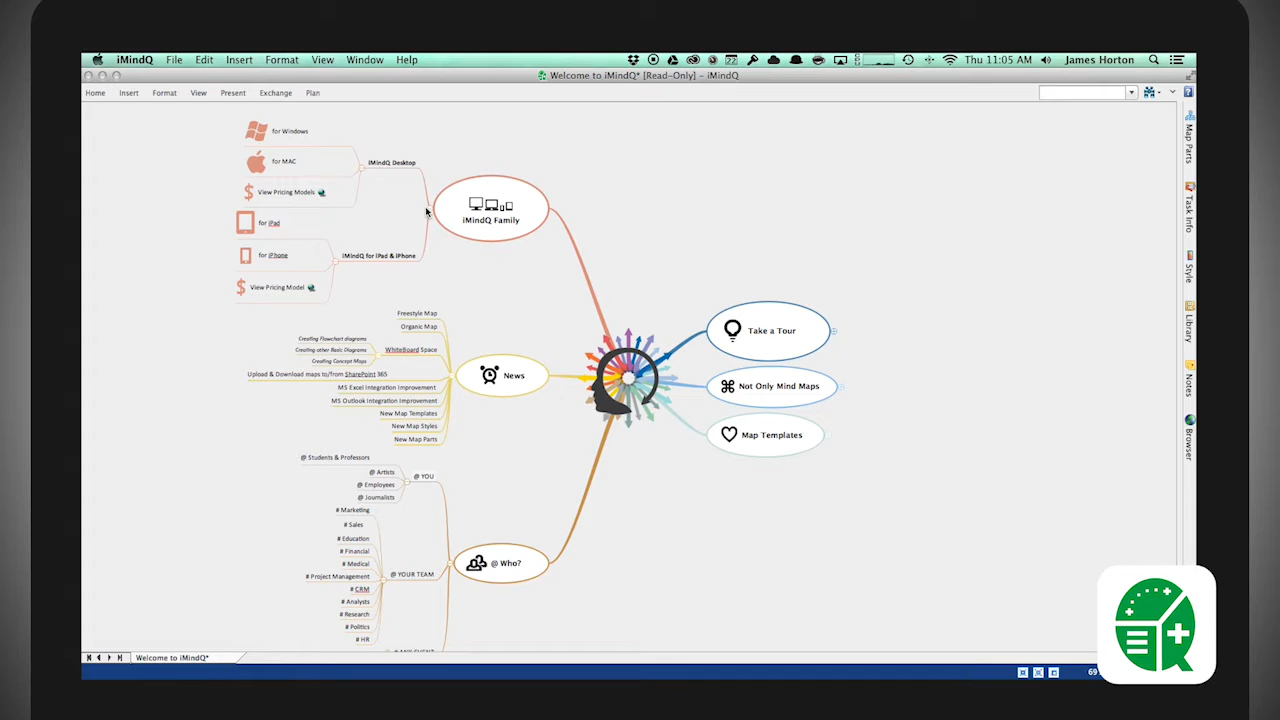 iMindQ File Edit Insert Format View Window Help
22
Thu 11:05 AM James Horton
Welcome to iMindQ* [Read-Only] – iMindQ
Home Insert Format View Present Exchange Plan
for Windows
for MAC
View Pricing Models
iMindQ Desktop
for iPad
for iPhone
View Pricing Model
iMindQ for iPad & iPhone
iMindQ Family
Freestyle Map
Organic Map
Creating Flowchart diagrams
Creating other Basic Diagrams
Creating Concept Maps
WhiteBoard Space
Upload & Download maps to/from SharePoint 365
MS Excel Integration Improvement
MS Outlook Integration Improvement
New Map Templates
New Map Styles
New Map Parts
News
@ Students & Professors
@ Artists
@ Employees
@ Journalists
@ YOU
# Marketing
# Sales
# Education
# Financial
# Medical
# Project Management
# CRM
# Analysts
# Research
# Politics
# HR
@ YOUR TEAM
@ Who?
Take a Tour
Not Only Mind Maps
Map Templates
Map Parts
Task Info
Style
Library
Notes
Browser
Welcome to iMindQ*